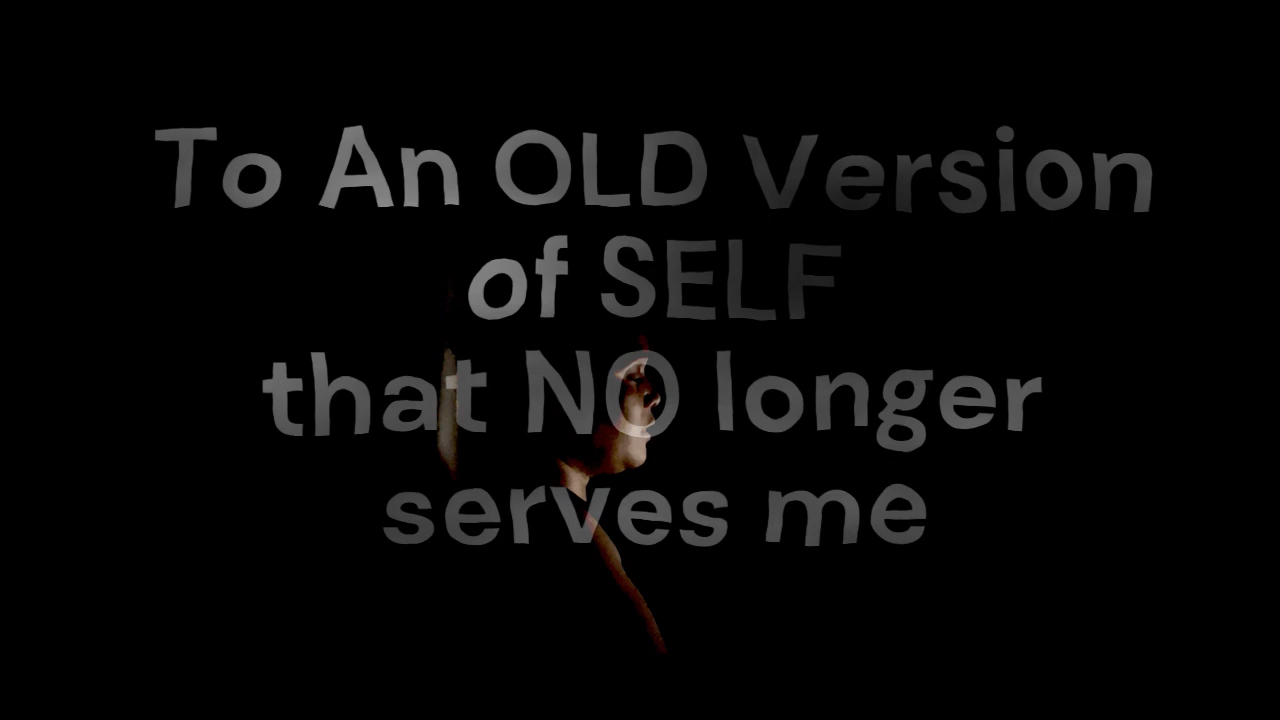 To An OLD Version
of SELF
that NO longer
serves me